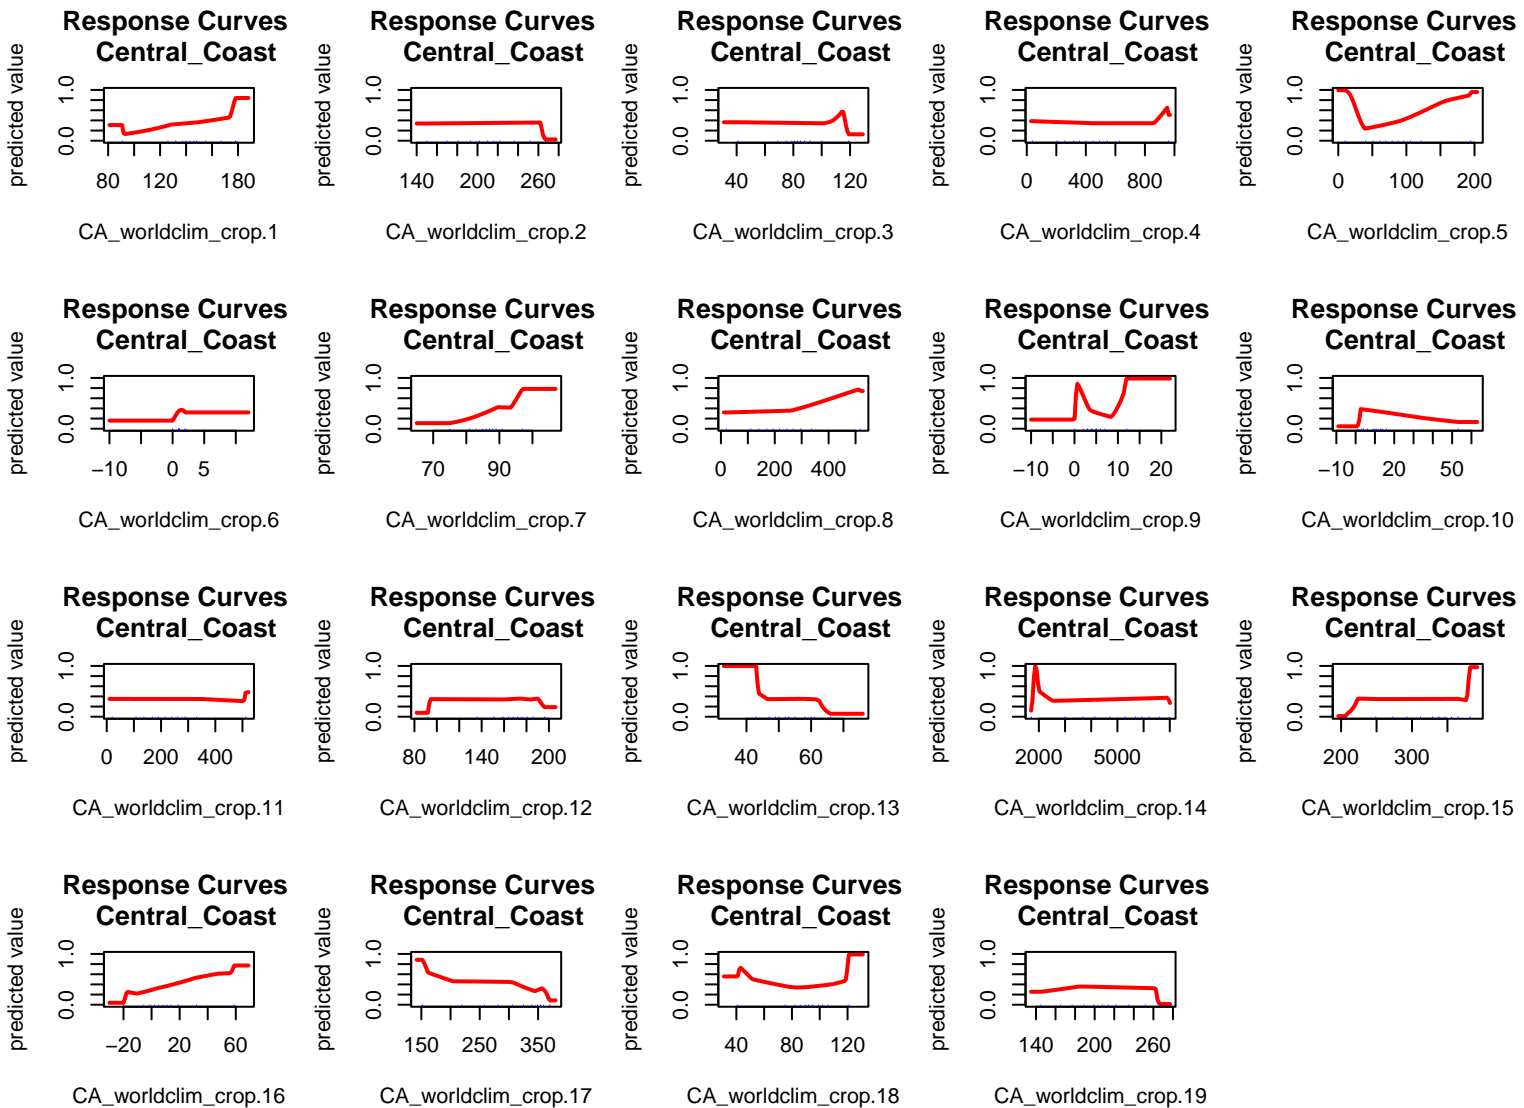 Response Curves
Central_Coast
predicted value
0.0 1.0
80 120 180
CA_worldclim_crop.1
Response Curves
Central_Coast
predicted value
0.0 1.0
140 200 260
CA_worldclim_crop.2
Response Curves
Central_Coast
predicted value
0.0 1.0
40 80 120
CA_worldclim_crop.3
Response Curves
Central_Coast
predicted value
0.0 1.0
0 400 800
CA_worldclim_crop.4
Response Curves
Central_Coast
predicted value
0.0 1.0
0 100 200
CA_worldclim_crop.5
Response Curves
Central_Coast
predicted value
0.0 1.0
−10 0 5
CA_worldclim_crop.6
Response Curves
Central_Coast
predicted value
0.0 1.0
70 90
CA_worldclim_crop.7
Response Curves
Central_Coast
predicted value
0.0 1.0
0 200 400
CA_worldclim_crop.8
Response Curves
Central_Coast
predicted value
0.0 1.0
−10 0 10 20
CA_worldclim_crop.9
Response Curves
Central_Coast
predicted value
0.0 1.0
−10 20 50
CA_worldclim_crop.10
Response Curves
Central_Coast
predicted value
0.0 1.0
0 200 400
CA_worldclim_crop.11
Response Curves
Central_Coast
predicted value
0.0 1.0
80 140 200
CA_worldclim_crop.12
Response Curves
Central_Coast
predicted value
0.0 1.0
40 60
CA_worldclim_crop.13
Response Curves
Central_Coast
predicted value
0.0 1.0
2000 5000
CA_worldclim_crop.14
Response Curves
Central_Coast
predicted value
0.0 1.0
200 300
CA_worldclim_crop.15
Response Curves
Central_Coast
predicted value
0.0 1.0
−20 20 60
CA_worldclim_crop.16
Response Curves
Central_Coast
predicted value
0.0 1.0
150 250 350
CA_worldclim_crop.17
Response Curves
Central_Coast
predicted value
0.0 1.0
40 80 120
CA_worldclim_crop.18
Response Curves
Central_Coast
predicted value
0.0 1.0
140 200 260
CA_worldclim_crop.19